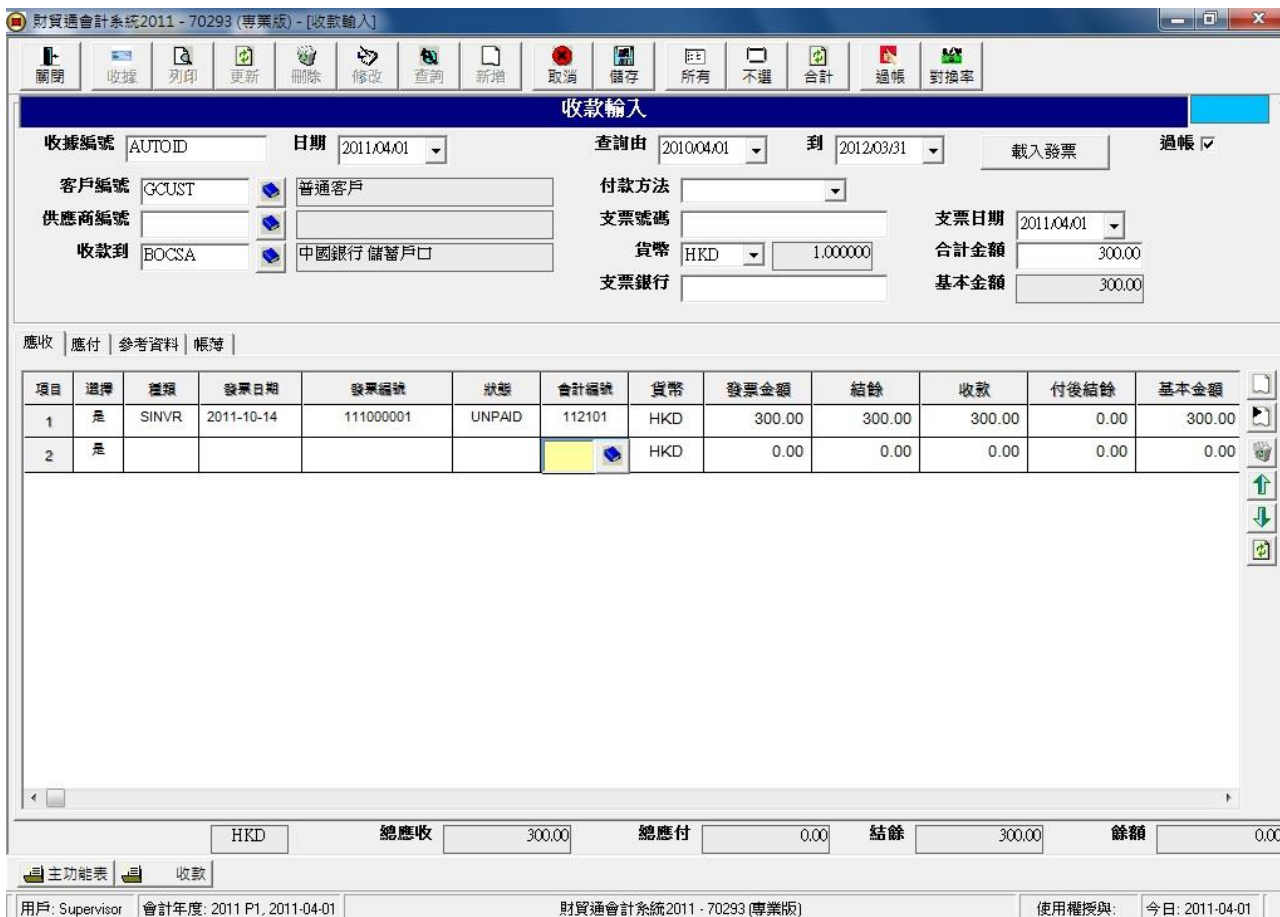 財貿通會計系統2011 - 70293 (專業版) - [收款輸入]
關閉 收據 列印 更新 刪除 修改 查詢 新增 取消 儲存 所有 不選 合計 過帳 對換率
收款輸入
收據編號 AUTOID 日期 2011/04/01 查詢由 2010/04/01 到 2012/03/31 載入發票 過帳
客戶編號 GCUST 普通客戶 付款方法
供應商編號 支票號碼 支票日期 2011/04/01
收款到 BOCSA 中國銀行 儲蓄戶口 貨幣 HKD 1.000000 合計金額 300.00
支票銀行 基本金額 300.00
應收 應付 參考資料 帳薄
項目 選擇 種類 發票日期 發票編號 狀態 會計編號 貨幣 發票金額 結餘 收款 付後結餘 基本金額
1 是 SINVR 2011-10-14 111000001 UNPAID 112101 HKD 300.00 300.00 300.00 0.00 300.00
2 是 HKD 0.00 0.00 0.00 0.00 0.00
HKD 總應收 300.00 總應付 0.00 結餘 300.00 餘額 0.00
主功能表 收款
用戶: Supervisor 會計年度: 2011 P1, 2011-04-01 財貿通會計系統2011 - 70293 (專業版) 使用權授與: 今日: 2011-04-01